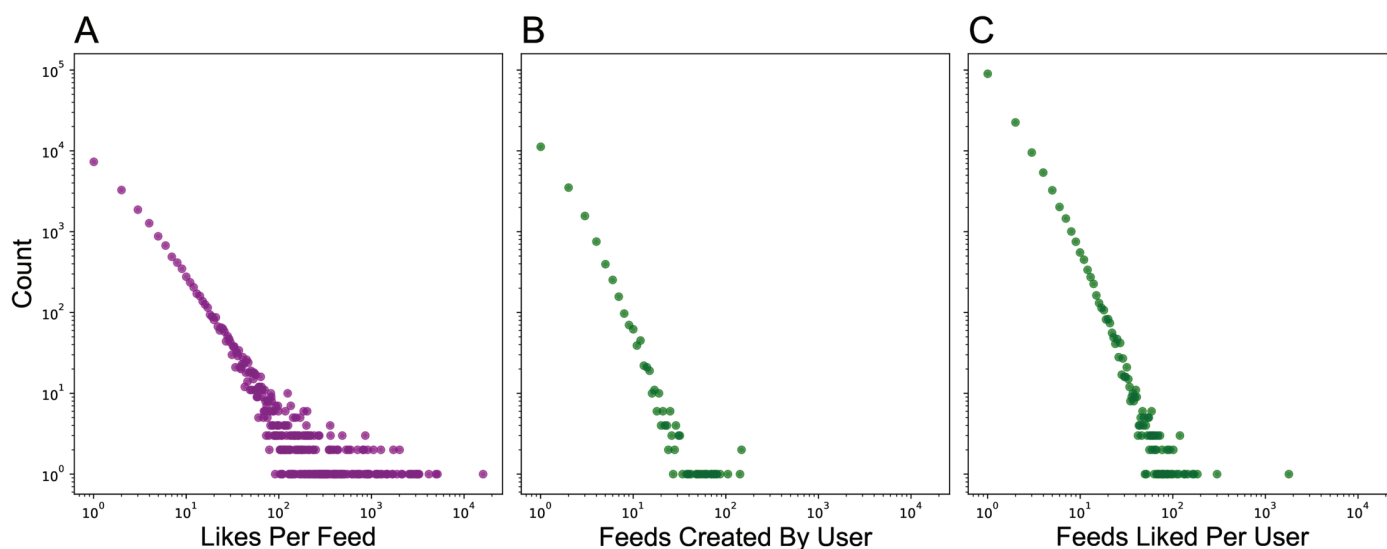 A
B
C
10^5
10^4
10^3
10^2
10^1
10^0
Count
10^0 10^1 10^2 10^3 10^4
10^0 10^1 10^2 10^3 10^4
10^0 10^1 10^2 10^3 10^4
Likes Per Feed
Feeds Created By User
Feeds Liked Per User